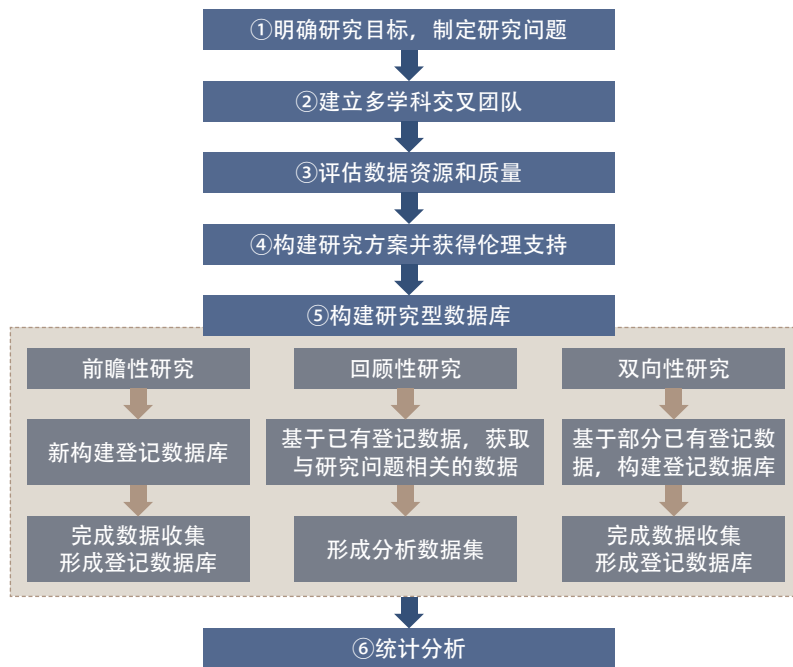 ①明确研究目标，制定研究问题
②建立多学科交叉团队
③评估数据资源和质量
④构建研究方案并获得伦理支持
⑤构建研究型数据库
前瞻性研究
回顾性研究
双向性研究
新构建登记数据库
基于已有登记数据，获取
与研究问题相关的数据
基于部分已有登记数
据，构建登记数据库
完成数据收集
形成登记数据库
形成分析数据集
完成数据收集
形成登记数据库
⑥统计分析